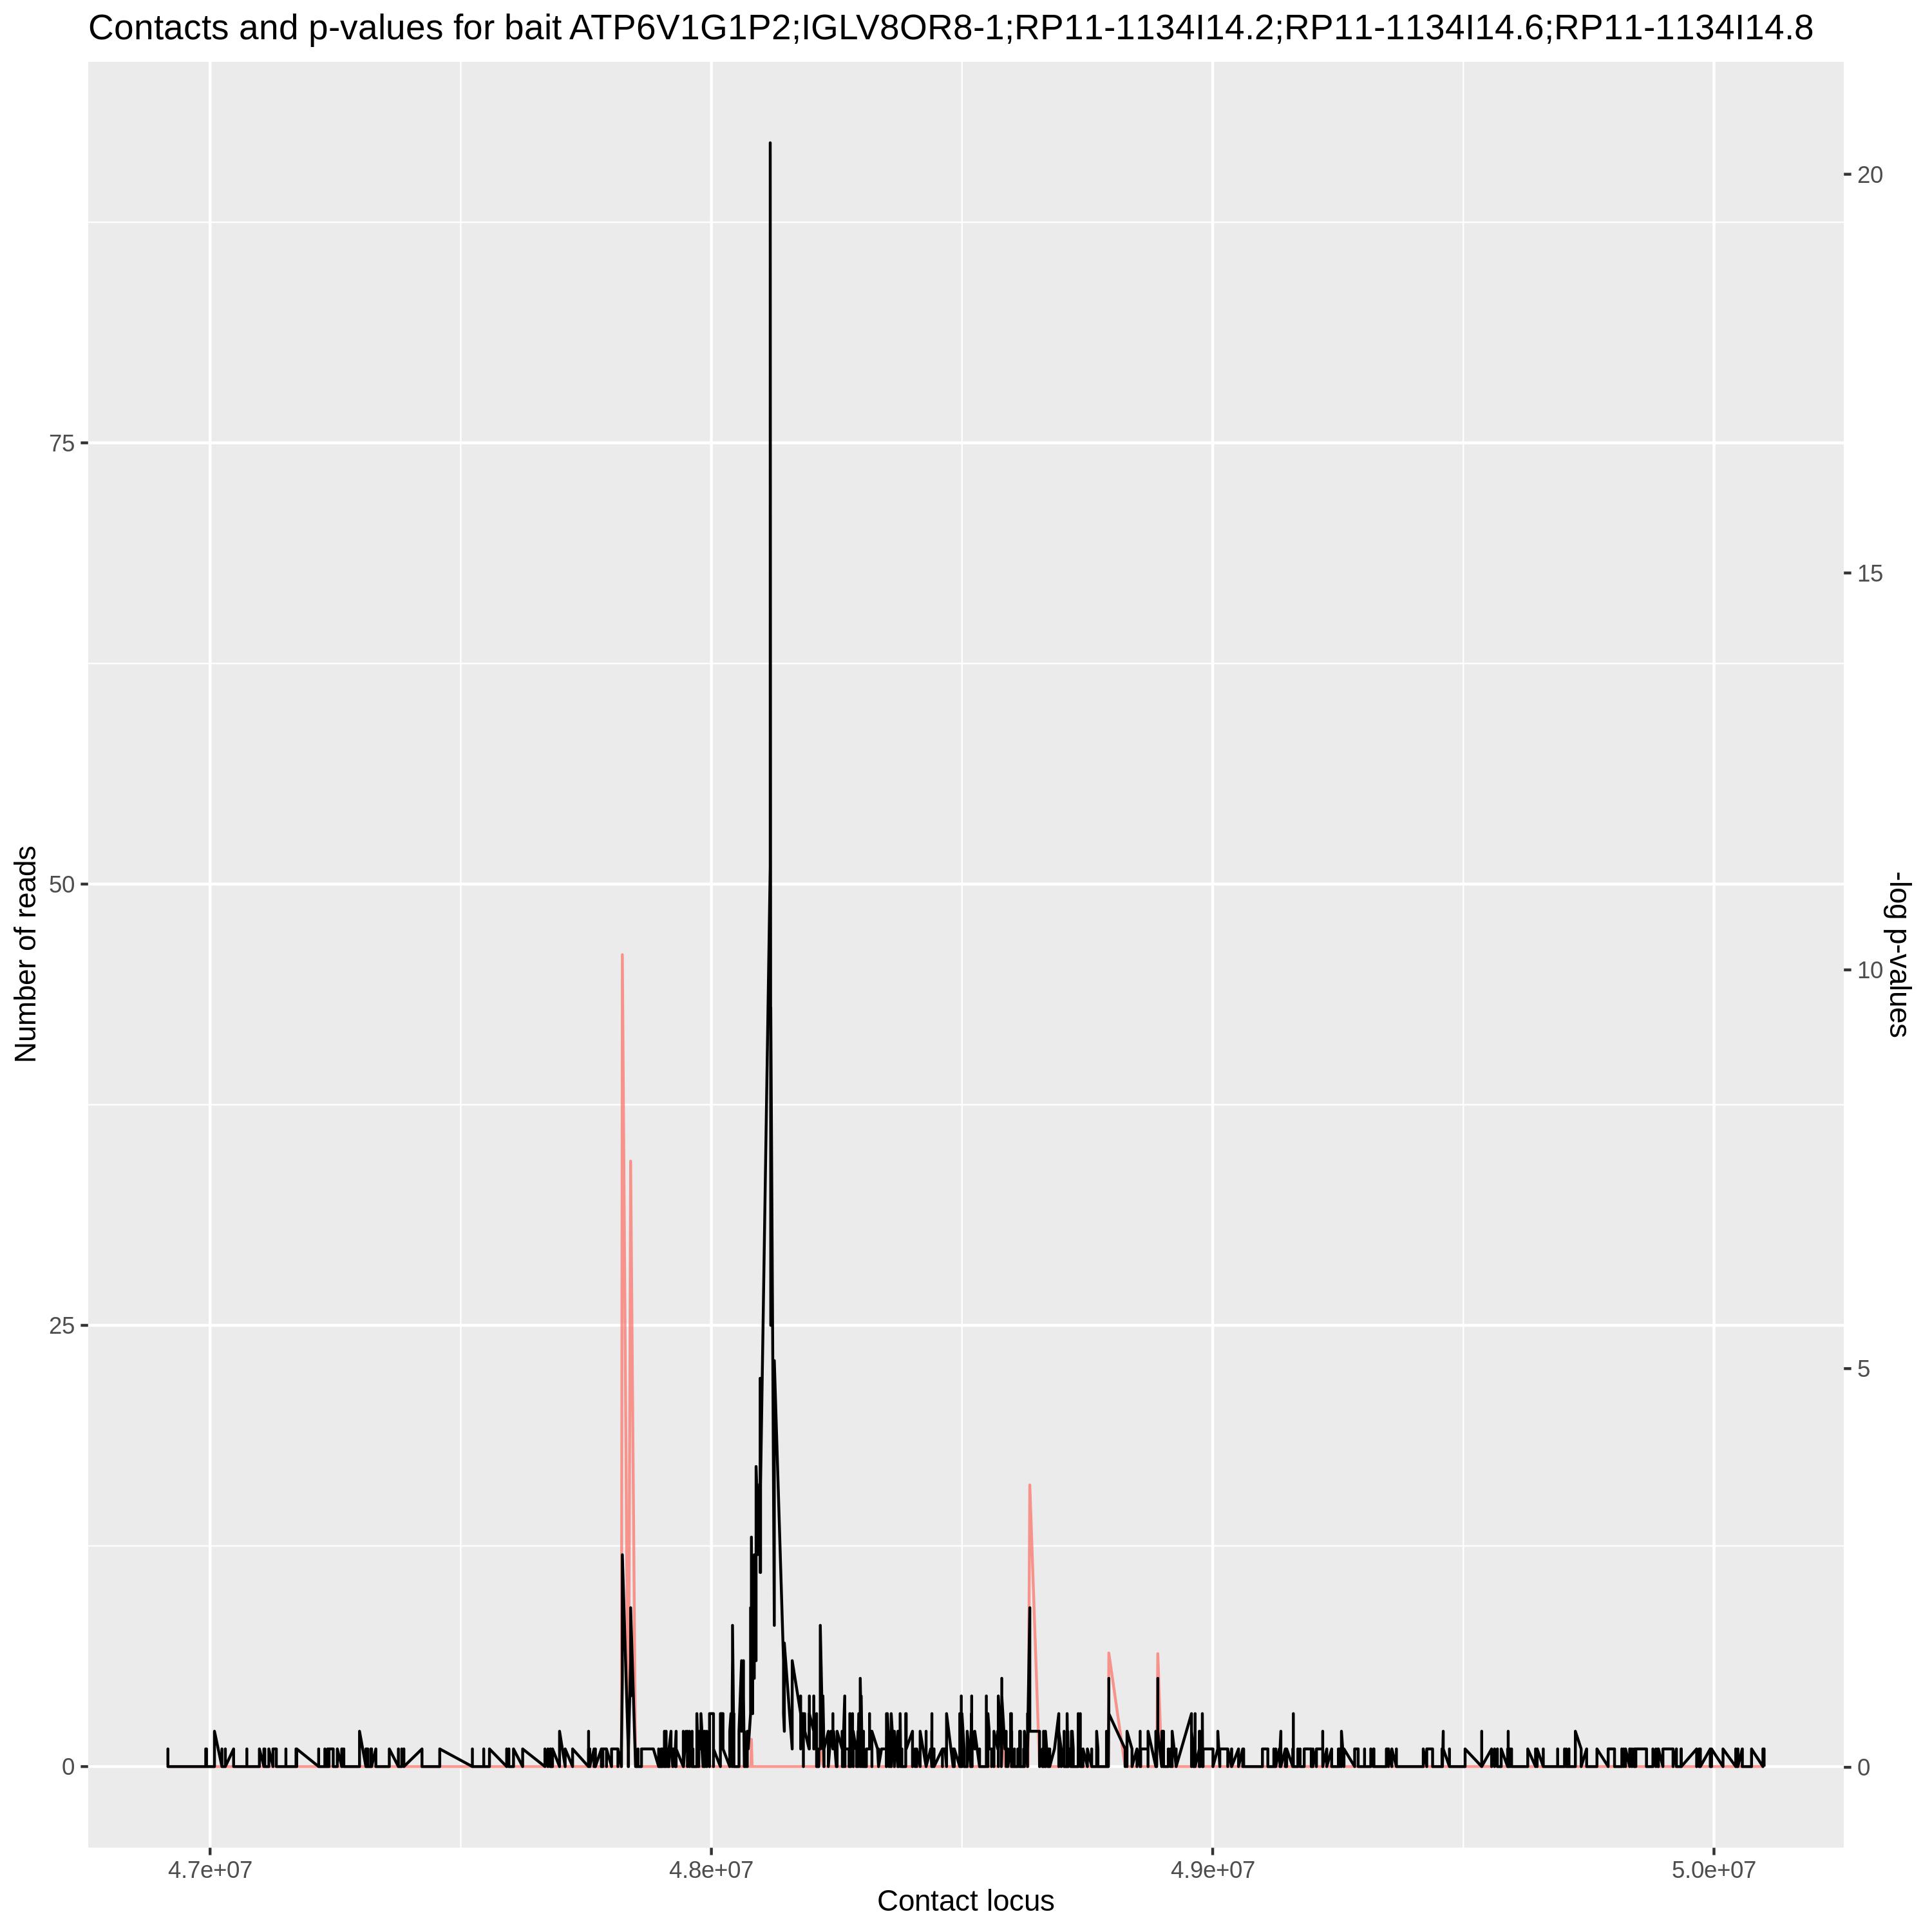 Contacts and p-values for bait ATP6V1G1P2;IGLV8OR8-1;RP11-1134I14.2;RP11-1134I14.6;RP11-1134I14.8
20
75
15
50
10
25
5
0
0
Number of reads
-log p-values
4.7e+07 4.8e+07 4.9e+07 5.0e+07
Contact locus